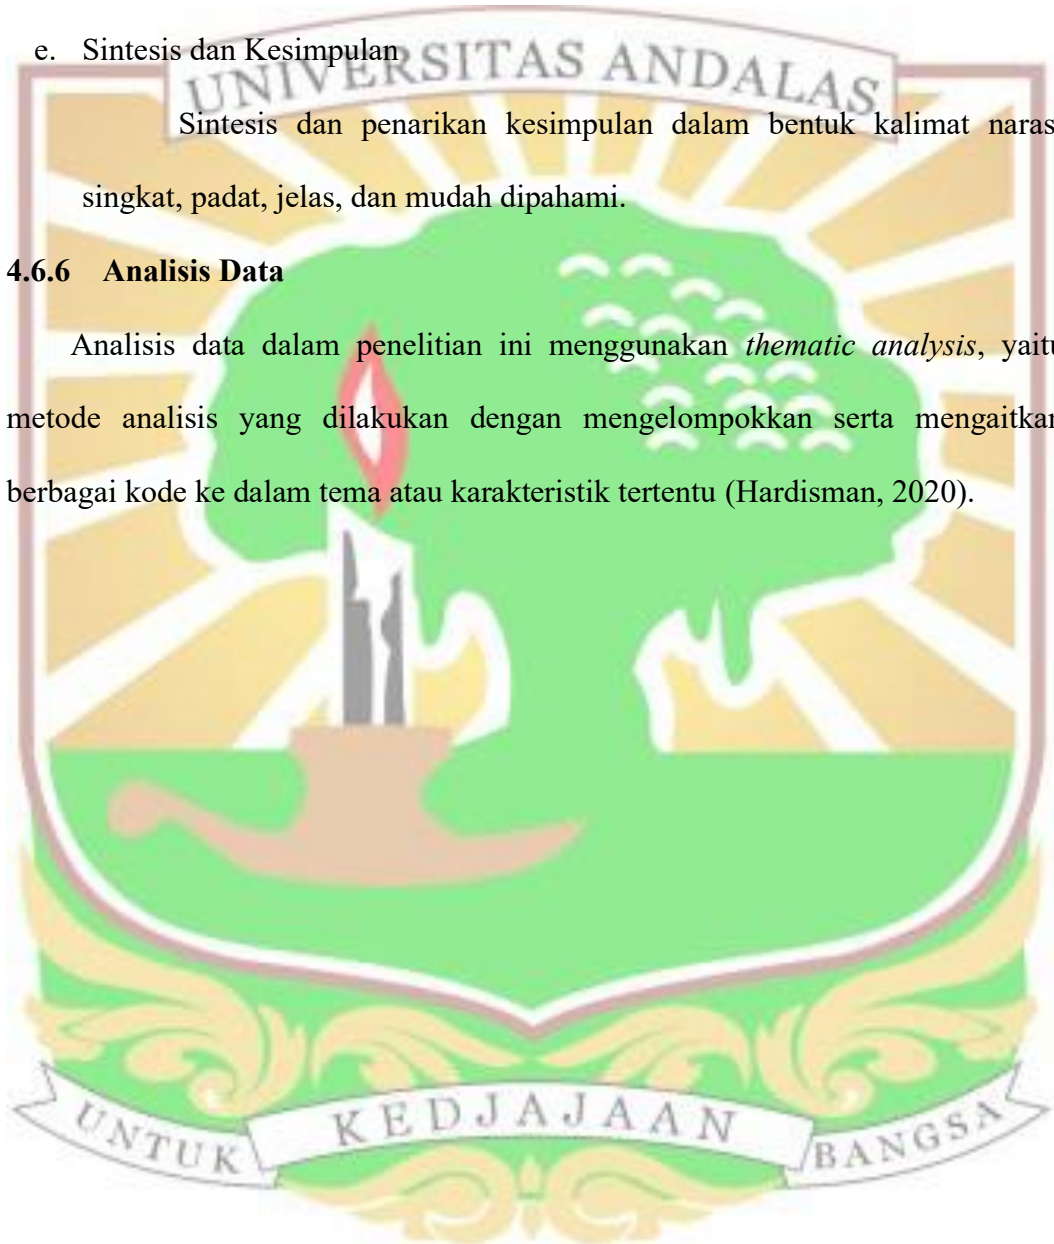 e. Sintesis dan Kesimpulan
UNIVERSITAS ANDALAS
Sintesis dan penarikan kesimpulan dalam bentuk kalimat naras
singkat, padat, jelas, dan mudah dipahami.
4.6.6 Analisis Data
Analisis data dalam penelitian ini menggunakan thematic analysis, yaitu
metode analisis yang dilakukan dengan mengelompokkan serta mengaitkan
berbagai kode ke dalam tema atau karakteristik tertentu (Hardisman, 2020).
UNTUK KEDJAJAAN BANGSA